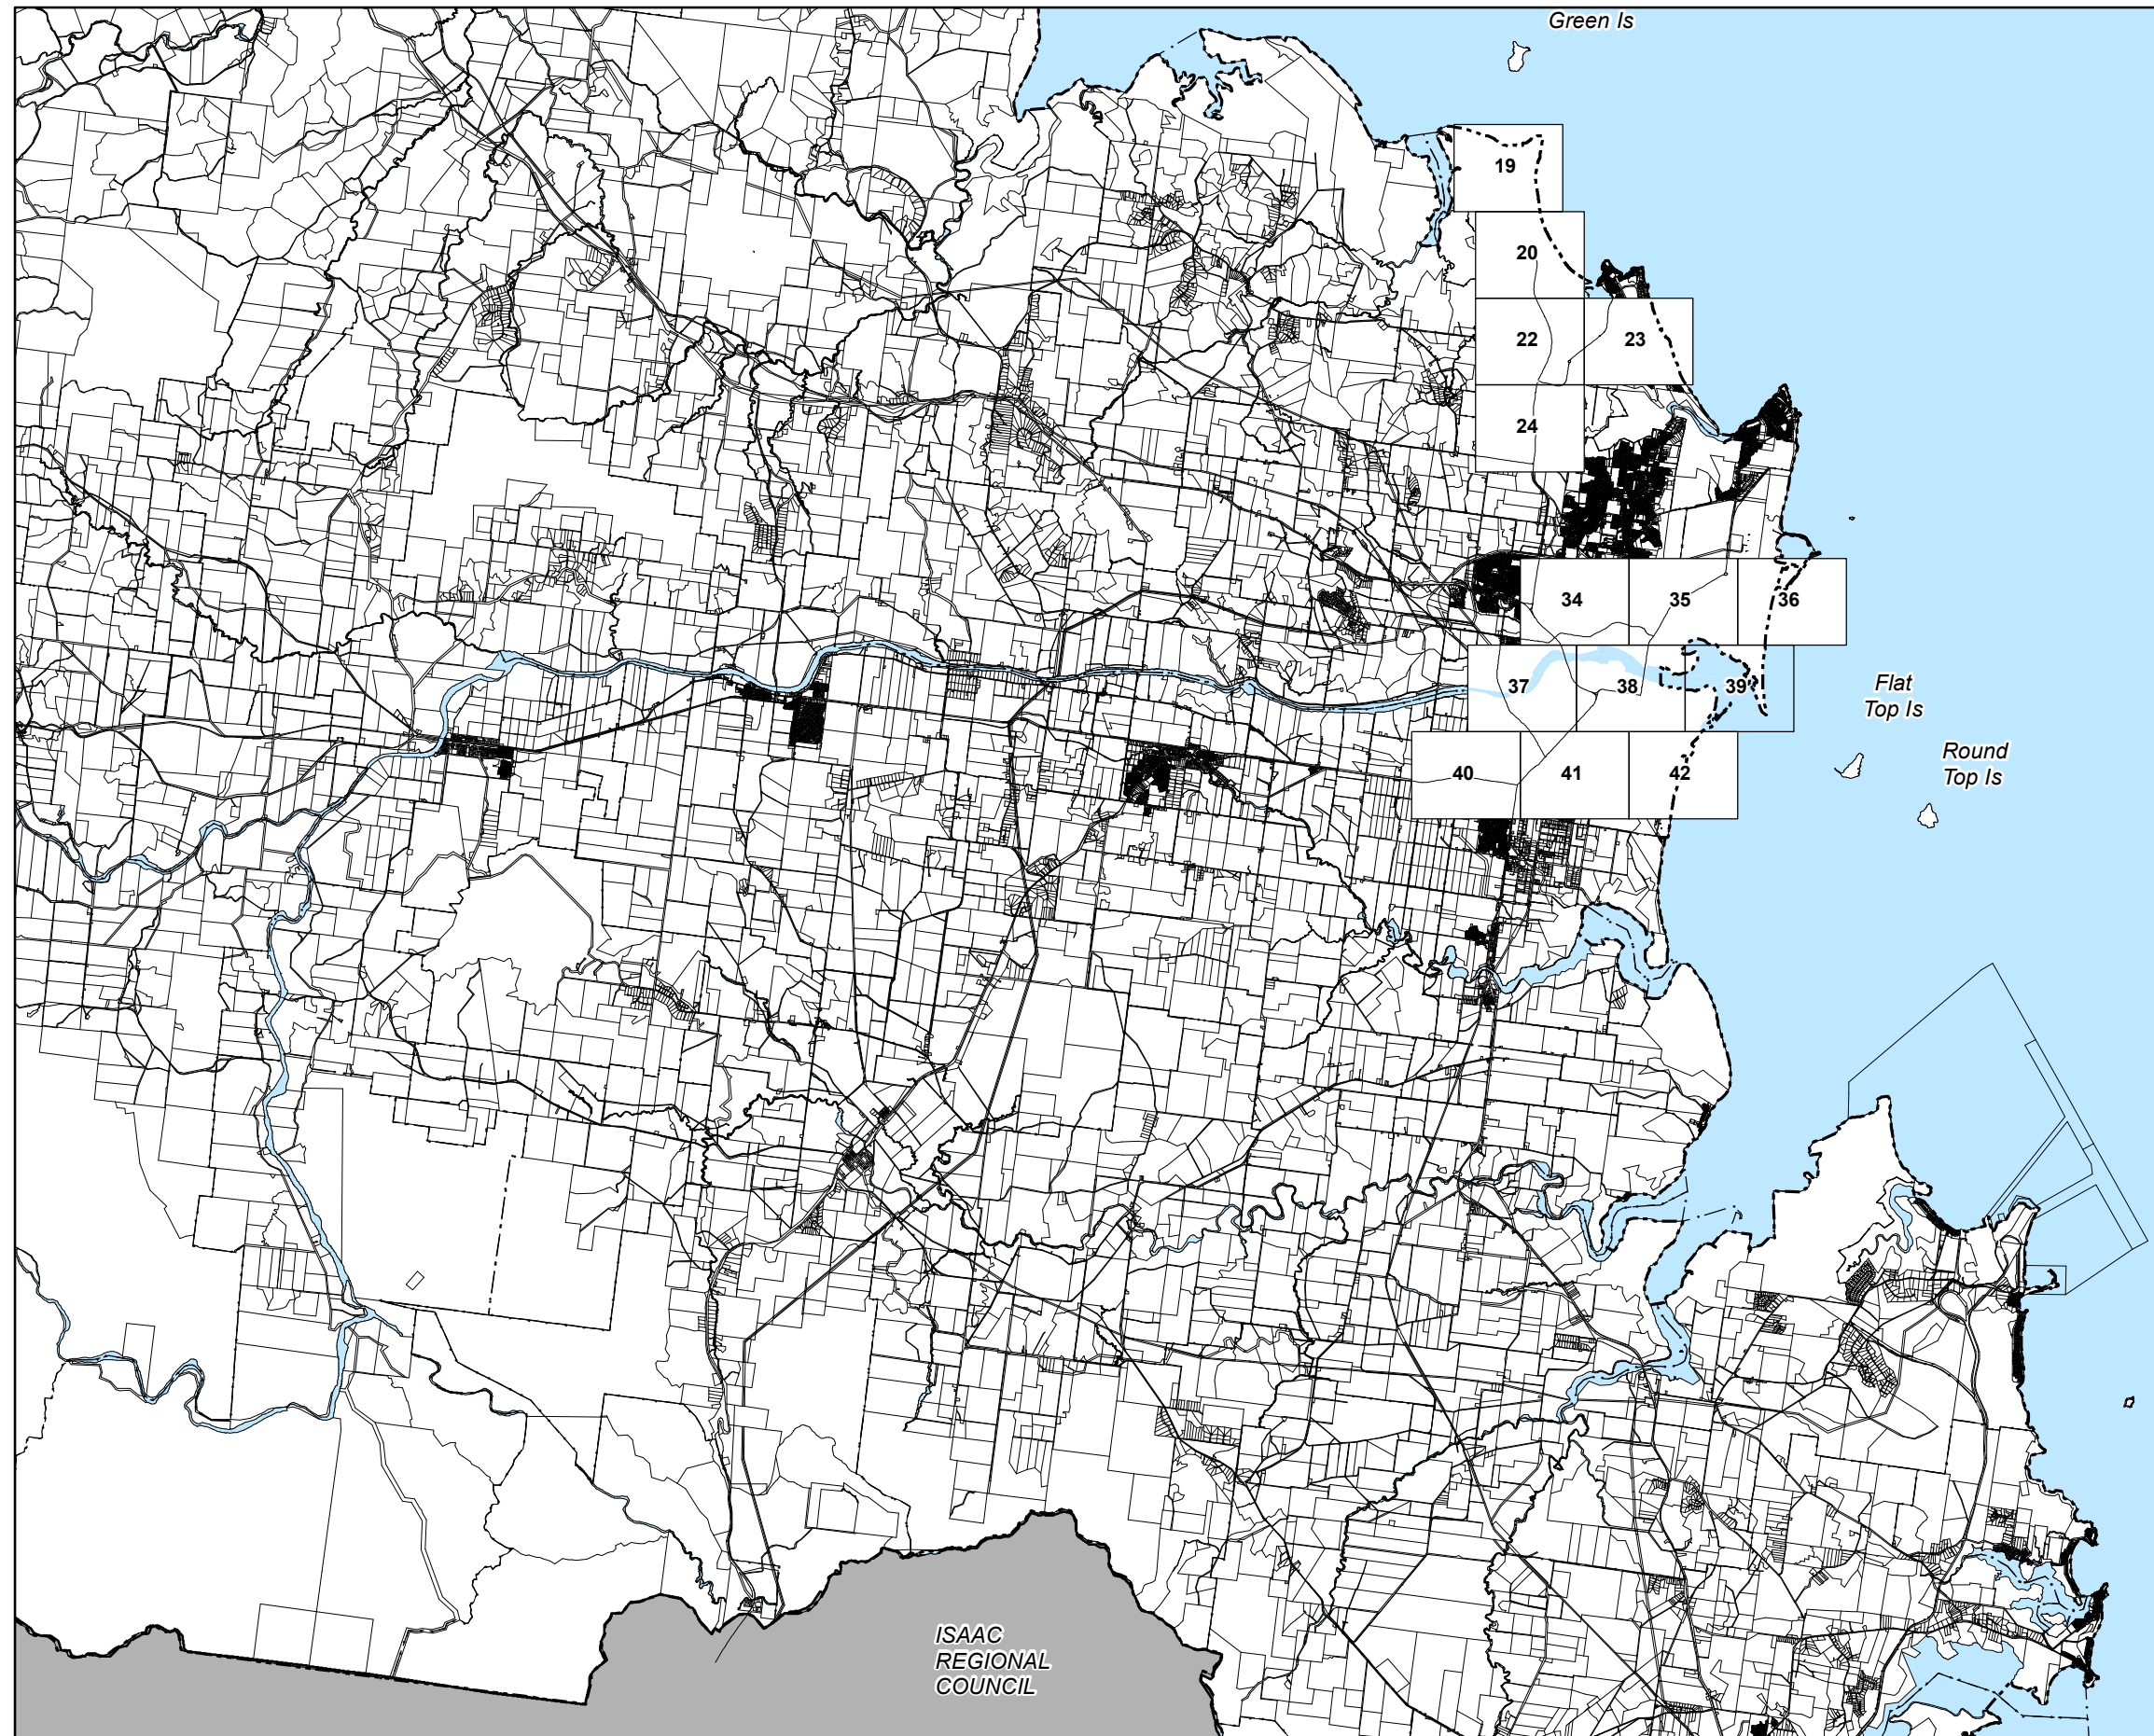 Green Is
19
20
22
23
24
34
35
36
37
38
39
Flat
Top Is
Round
Top Is
40
41
42
ISAAC
REGIONAL
COUNCIL